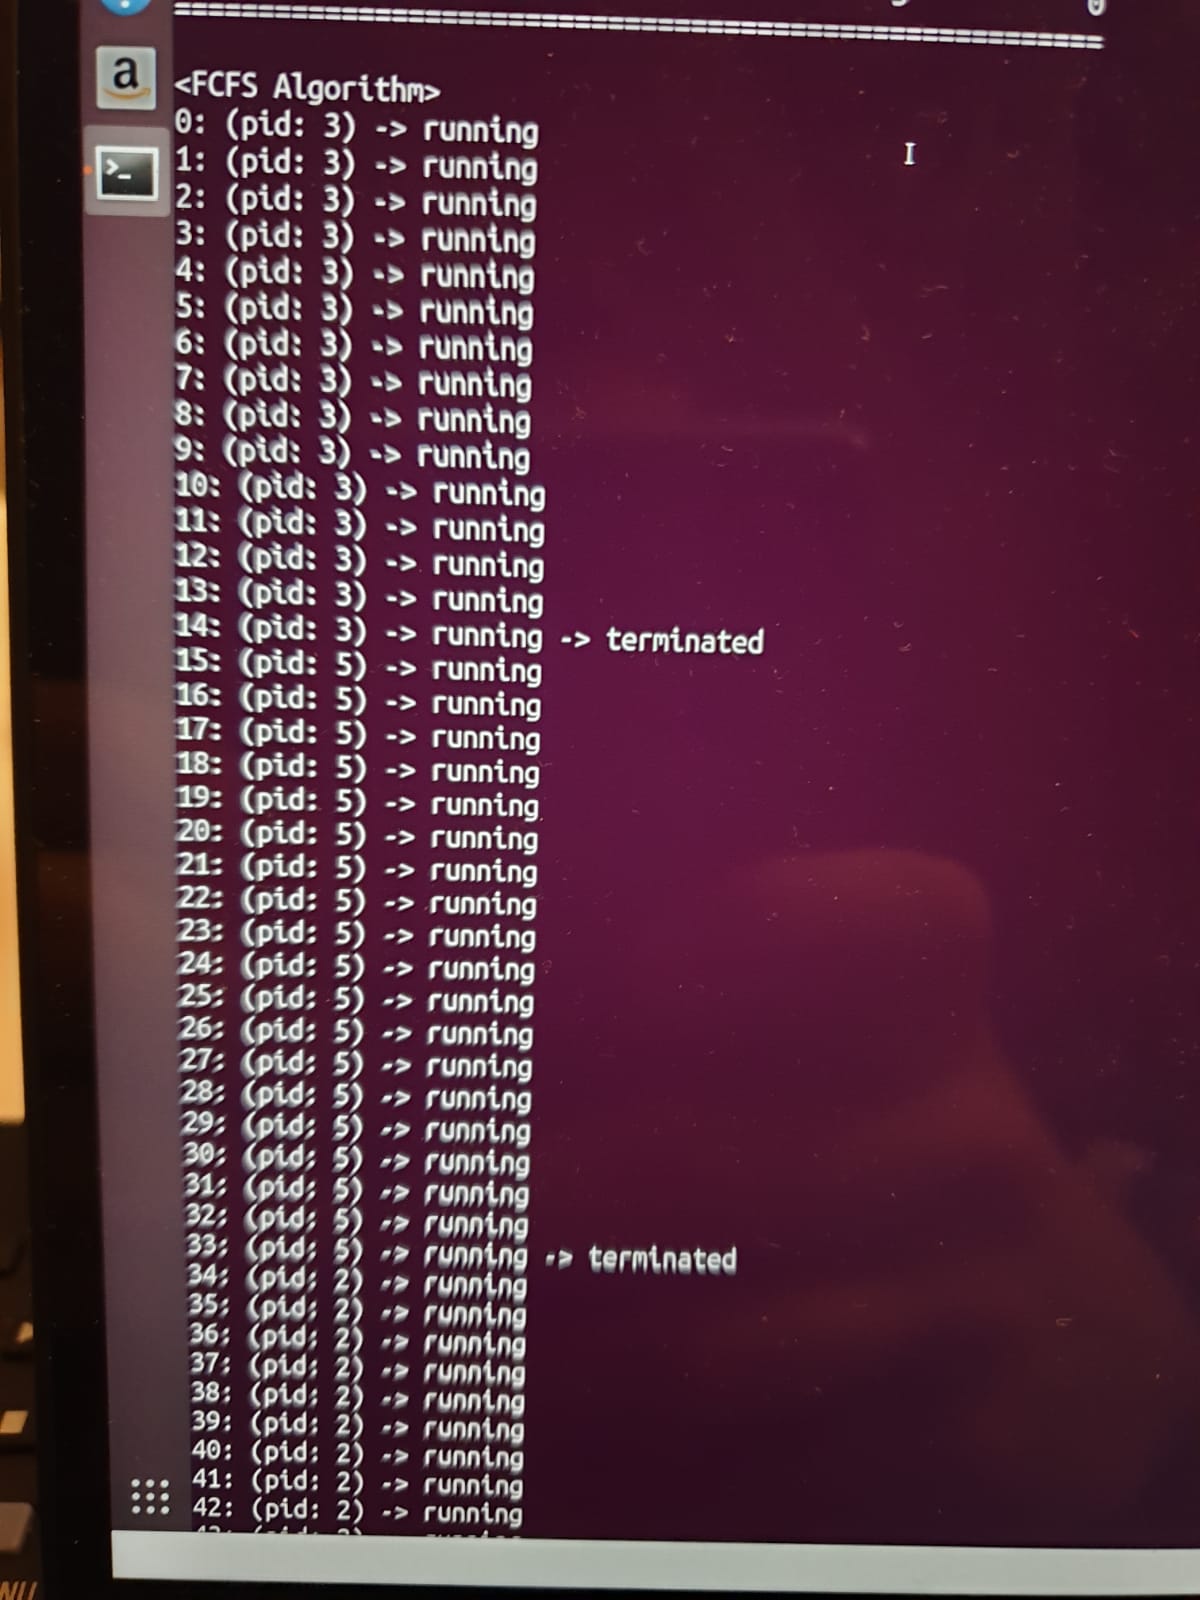 0
==========================================================
<FCFS Algorithm>
0: (pid: 3) -> running
1: (pid: 3) -> running
2: (pid: 3) -> running
3: (pid: 3) -> running
4: (pid: 3) -> running
5: (pid: 3) -> running
6: (pid: 3) -> running
7: (pid: 3) -> running
8: (pid: 3) -> running
9: (pid: 3) -> running
10: (pid: 3) -> running
11: (pid: 3) -> running
12: (pid: 3) -> running
13: (pid: 3) -> running
14: (pid: 3) -> running -> terminated
15: (pid: 5) -> running
16: (pid: 5) -> running
17: (pid: 5) -> running
18: (pid: 5) -> running
19: (pid: 5) -> running
20: (pid: 5) -> running
21: (pid: 5) -> running
22: (pid: 5) -> running
23: (pid: 5) -> running
24: (pid: 5) -> running
25: (pid: 5) -> running
26: (pid: 5) -> running
27: (pid: 5) -> running
28: (pid: 5) -> running
29: (pid: 5) -> running
30: (pid: 5) -> running
31: (pid: 5) -> running
32: (pid: 5) -> running
33: (pid: 5) -> running -> terminated
34: (pid: 2) -> running
35: (pid: 2) -> running
36: (pid: 2) -> running
37: (pid: 2) -> running
38: (pid: 2) -> running
39: (pid: 2) -> running
40: (pid: 2) -> running
41: (pid: 2) -> running
42: (pid: 2) -> running